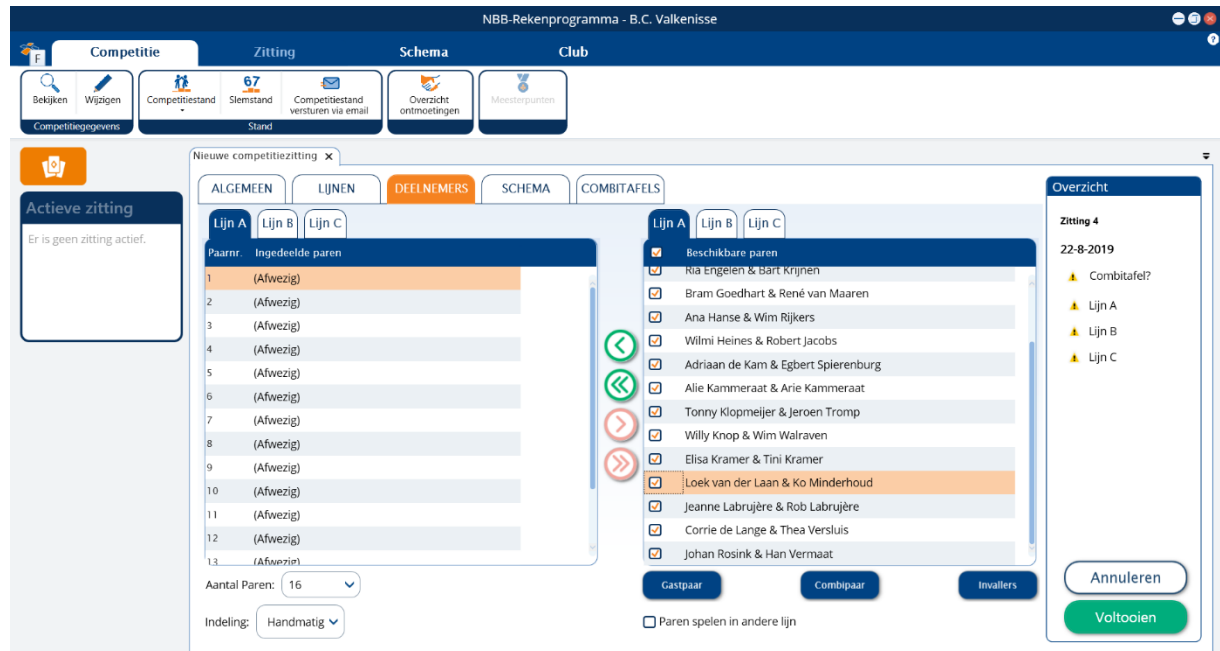 NBB-Rekenprogramma - B.C. Valkenisse
F
Competitie Zitting Schema Club
?
67
Bekijken Wijzigen Competitiestand Slemstand Competitiestand versturen via email Overzicht ontmoetingen Meesterpunten
Competitiegegevens Stand
Actieve zitting
Er is geen zitting actief.
Nieuwe competitiezitting x
ALGEMEEN LIJNEN DEELNEMERS SCHEMA COMBITAFELS
Lijn A Lijn B Lijn C
Paarnr. Ingedeelde paren
1 (Afwezig)
2 (Afwezig)
3 (Afwezig)
4 (Afwezig)
5 (Afwezig)
6 (Afwezig)
7 (Afwezig)
8 (Afwezig)
9 (Afwezig)
10 (Afwezig)
11 (Afwezig)
12 (Afwezig)
13 (Afwezig)
Aantal Paren: 16
Indeling: Handmatig
Lijn A Lijn B Lijn C
Beschikbare paren
Ria Engelen & Bart Krijnen
Bram Goedhart & René van Maaren
Ana Hanse & Wim Rijkers
Wilmi Heines & Robert Jacobs
Adriaan de Kam & Egbert Spierenburg
Alie Kammeraat & Arie Kammeraat
Tonny Klopmeijer & Jeroen Tromp
Willy Knop & Wim Walraven
Elisa Kramer & Tini Kramer
Loek van der Laan & Ko Minderhoud
Jeanne Labrujère & Rob Labrujère
Corrie de Lange & Thea Versluis
Johan Rosink & Han Vermaat
Gastpaar Combipaar Invallers
Paren spelen in andere lijn
Overzicht
Zitting 4
22-8-2019
Combitafel?
Lijn A
Lijn B
Lijn C
Annuleren
Voltooien